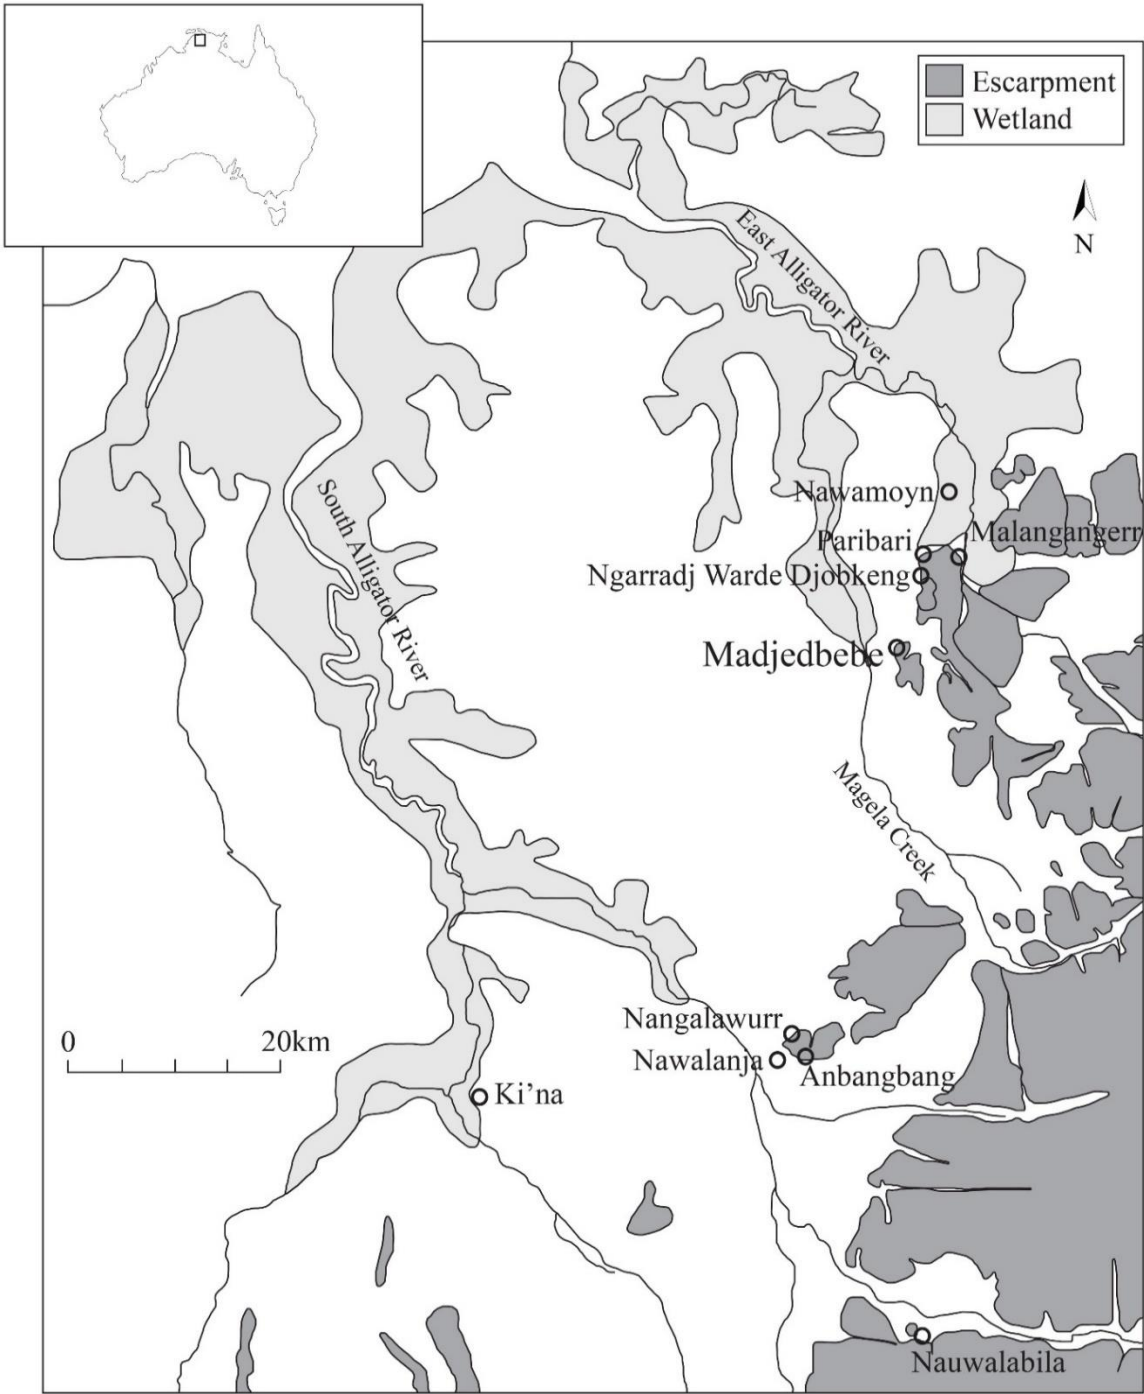 Escarpment
Wetland
N
East Alligator River
South Alligator River
Nawamoyn
Malangangerr
Paribari
Ngarradj Warde Djobkeng
Madjedbebe
Magela Creek
Nangalawurr
0 20km
Nawalanja
Anbangbang
Ki'na
Nauwalabila